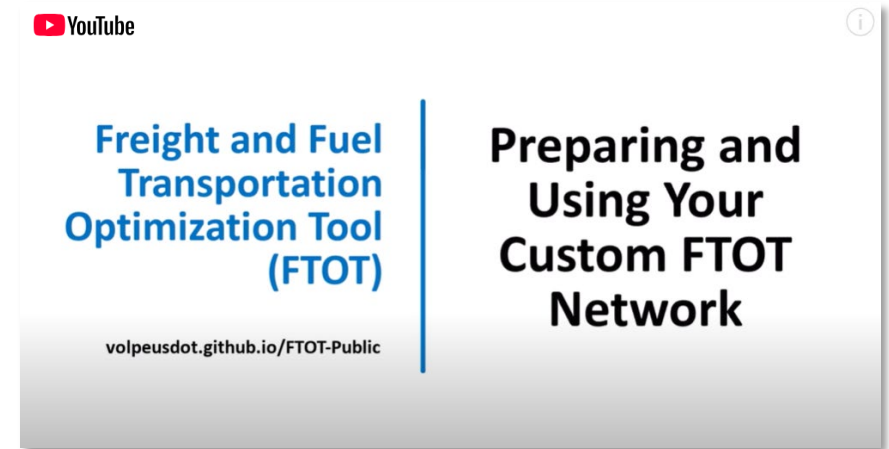 YouTube
Freight and Fuel
Transportation
Optimization Tool
(FTOT)
volpeusdot.github.io/FTOT-Public
Preparing and
Using Your
Custom FTOT
Network